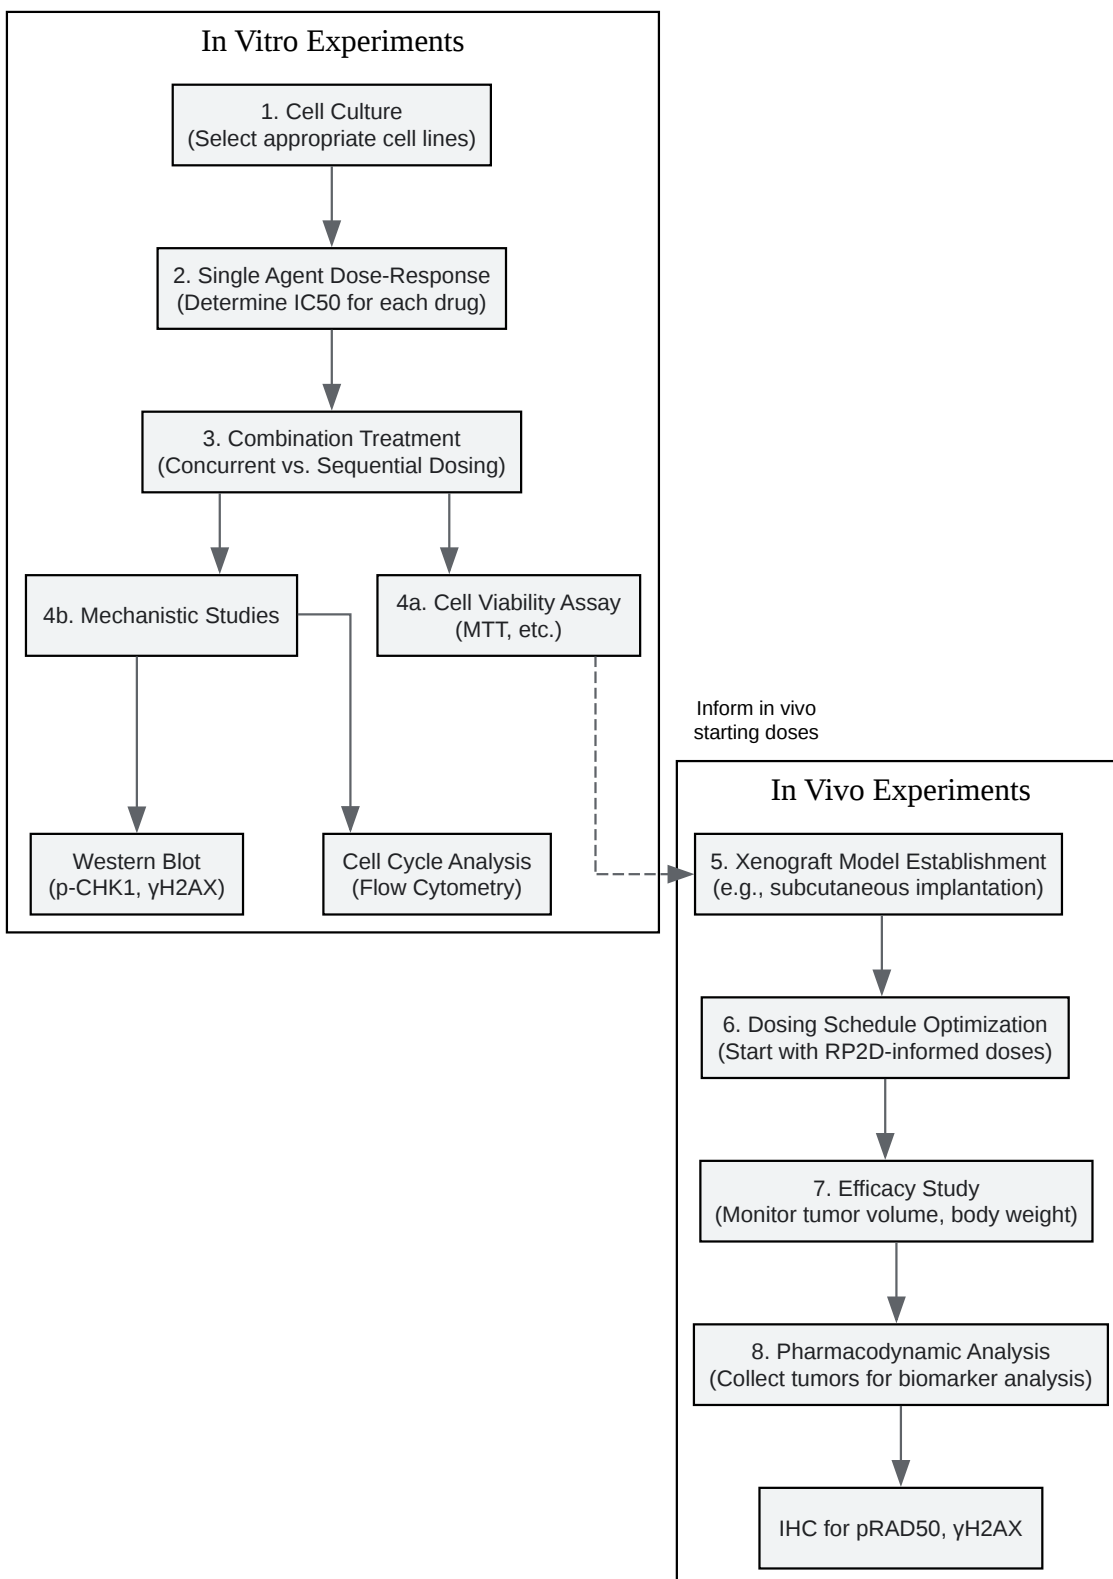 In Vitro Experiments
1. Cell Culture
(Select appropriate cell lines)
2. Single Agent Dose-Response
(Determine IC50 for each drug)
3. Combination Treatment
(Concurrent vs. Sequential Dosing)
4b. Mechanistic Studies
4a. Cell Viability Assay
(MTT, etc.)
Western Blot
(p-CHK1, γH2AX)
Cell Cycle Analysis
(Flow Cytometry)
Inform in vivo
starting doses
In Vivo Experiments
5. Xenograft Model Establishment
(e.g., subcutaneous implantation)
6. Dosing Schedule Optimization
(Start with RP2D-informed doses)
7. Efficacy Study
(Monitor tumor volume, body weight)
8. Pharmacodynamic Analysis
(Collect tumors for biomarker analysis)
IHC for pRAD50, γH2AX